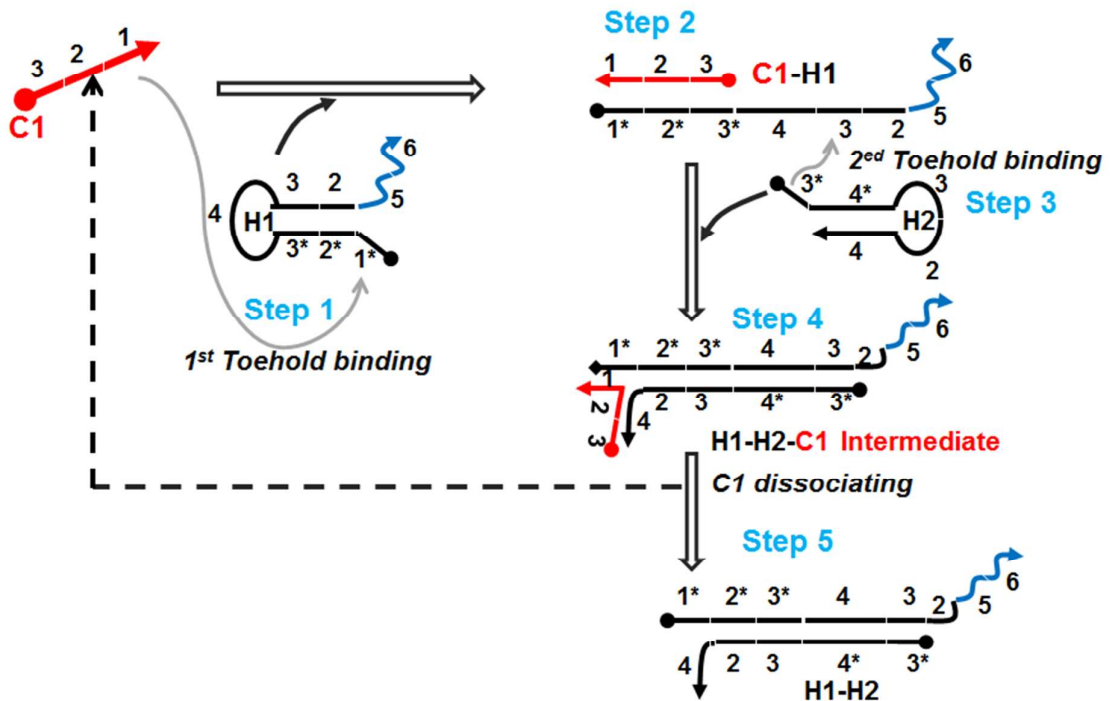 3 2 1
C1
6
3 2
5
4
H1
3* 2* 1*
Step 1
1st Toehold binding
Step 2
1 2 3
C1-H1
6
5
1* 2* 3* 4 3 2
2ed Toehold binding
3* 4* 3
H2
Step 3
4
2
Step 4
1* 2* 3* 4 3 2 5 6
1
2
3
4
2 3 4* 3*
H1-H2-C1 Intermediate
C1 dissociating
Step 5
1* 2* 3* 4 3 2 5 6
4 2 3 4* 3*
H1-H2